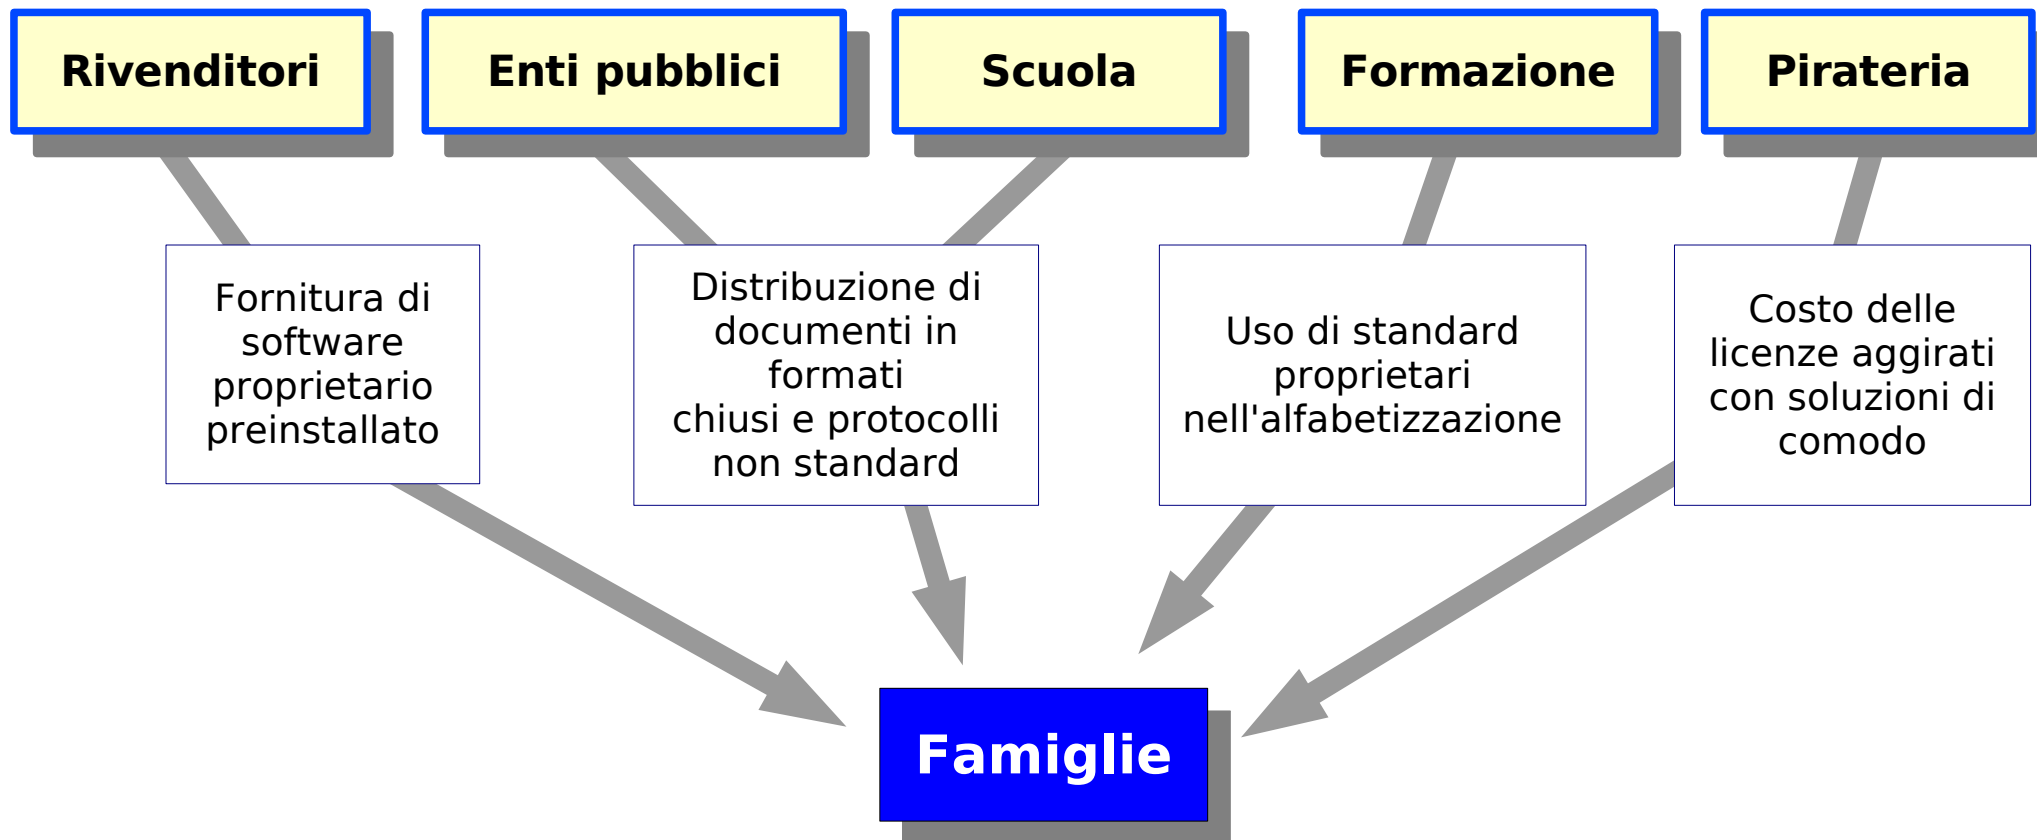 Rivenditori
Enti pubblici
Scuola
Formazione
Pirateria
Fornitura di
software
proprietario
preinstallato
Distribuzione di
documenti in
formati
chiusi e protocolli
non standard
Uso di standard
proprietari
nell'alfabetizzazione
Costo delle
licenze aggirati
con soluzioni di
comodo
Famiglie